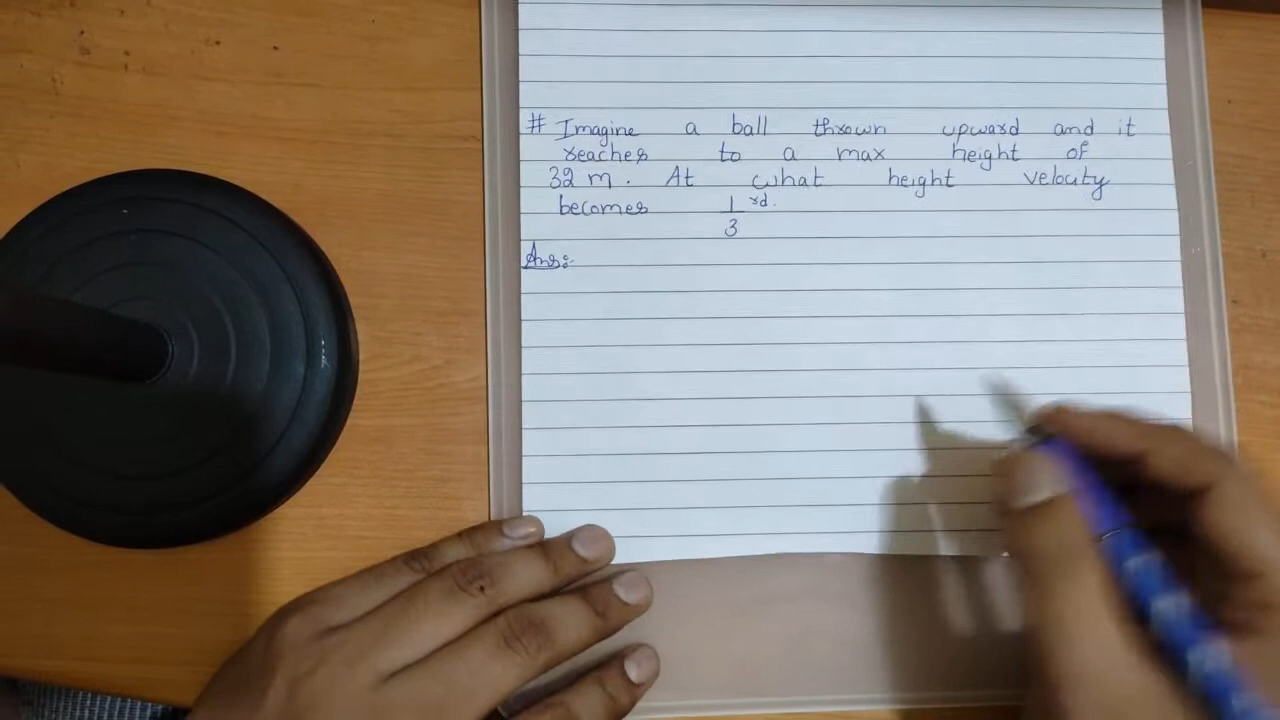 # Imagine a ball thrown upward and it
reaches to a max height of
32 m. At what height velocity
becomes 1/3 rd.
Ans:-